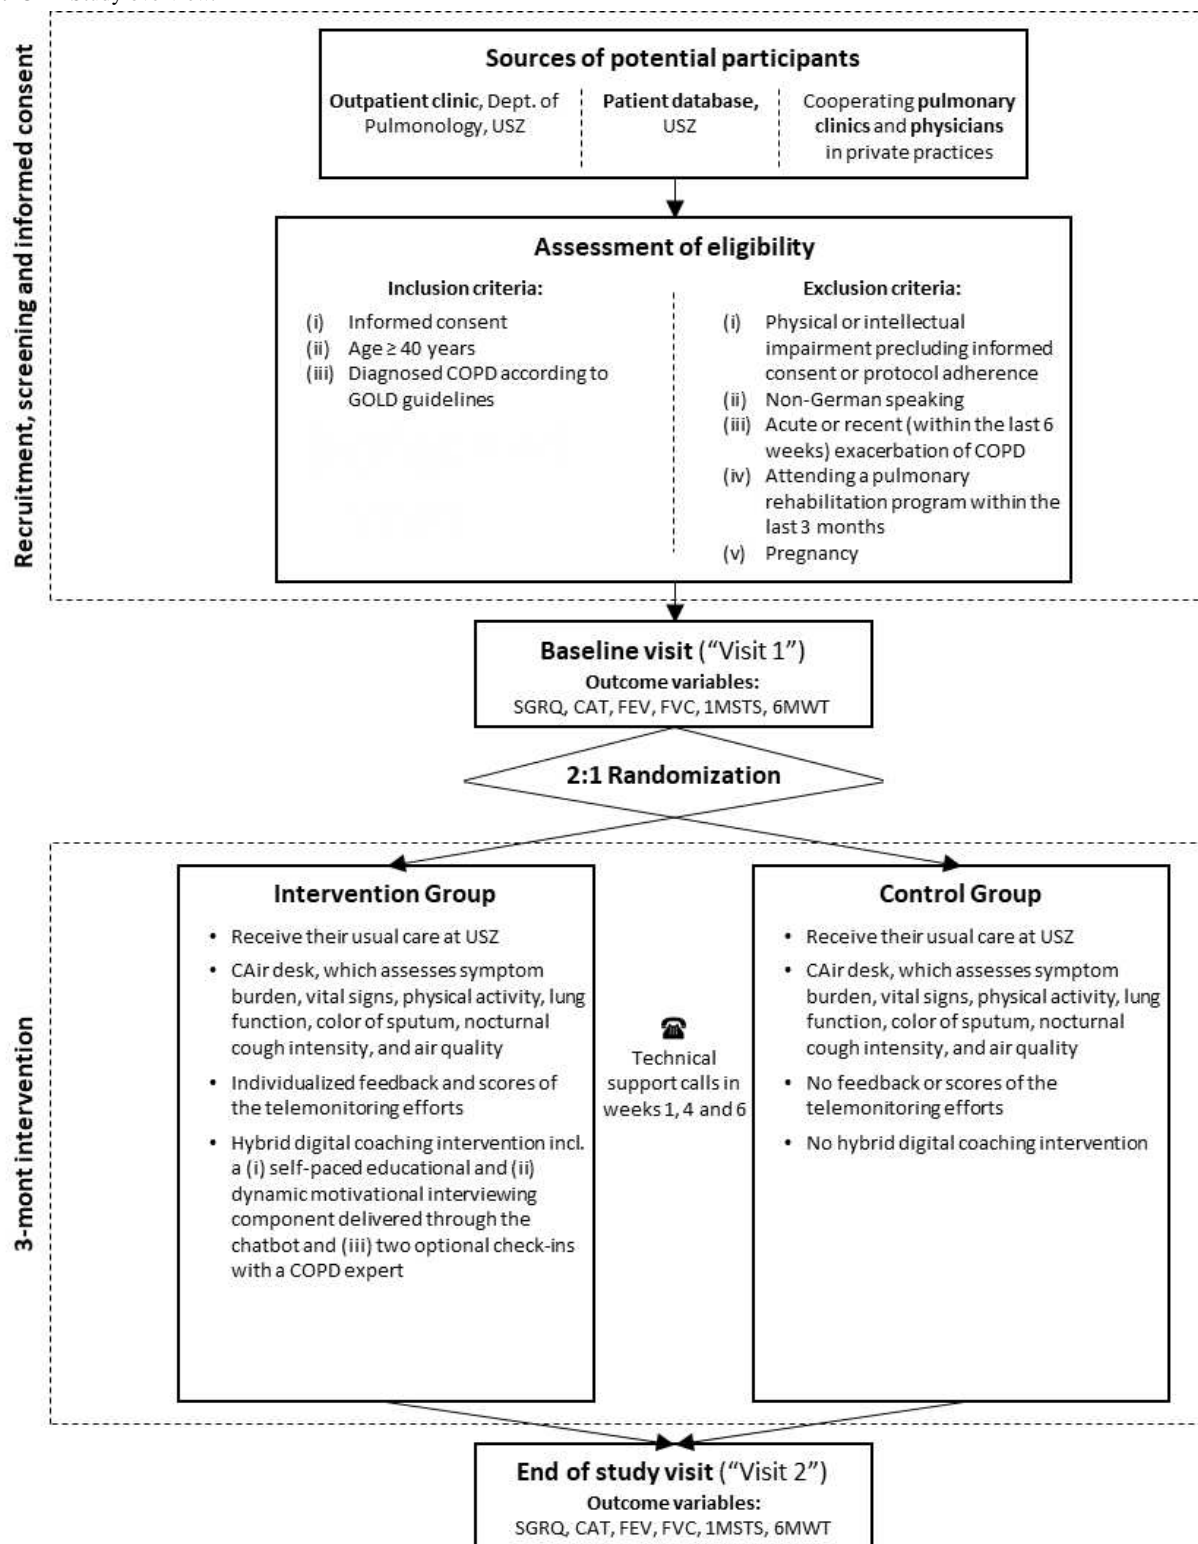 Recruitment, screening and informed consent
Sources of potential participants
Outpatient clinic, Dept. of
Pulmonology, USZ
Patient database,
USZ
Cooperating pulmonary
clinics and physicians
in private practices
Assessment of eligibility
Inclusion criteria:
(i) Informed consent
(ii) Age ≥ 40 years
(iii) Diagnosed COPD according to
GOLD guidelines
Exclusion criteria:
(i) Physical or intellectual
impairment precluding informed
consent or protocol adherence
(ii) Non-German speaking
(iii) Acute or recent (within the last 6
weeks) exacerbation of COPD
(iv) Attending a pulmonary
rehabilitation program within the
last 3 months
(v) Pregnancy
Baseline visit (“Visit 1”)
Outcome variables:
SGRQ, CAT, FEV, FVC, 1MSTS, 6MWT
2:1 Randomization
3-mont intervention
Intervention Group
• Receive their usual care at USZ
• CAir desk, which assesses symptom
burden, vital signs, physical activity, lung
function, color of sputum, nocturnal
cough intensity, and air quality
• Individualized feedback and scores of
the telemonitoring efforts
• Hybrid digital coaching intervention incl.
a (i) self-paced educational and (ii)
dynamic motivational interviewing
component delivered through the
chatbot and (iii) two optional check-ins
with a COPD expert
Technical
support calls in
weeks 1, 4 and 6
Control Group
• Receive their usual care at USZ
• CAir desk, which assesses symptom
burden, vital signs, physical activity, lung
function, color of sputum, nocturnal
cough intensity, and air quality
• No feedback or scores of the
telemonitoring efforts
• No hybrid digital coaching intervention
End of study visit (“Visit 2”)
Outcome variables:
SGRQ, CAT, FEV, FVC, 1MSTS, 6MWT